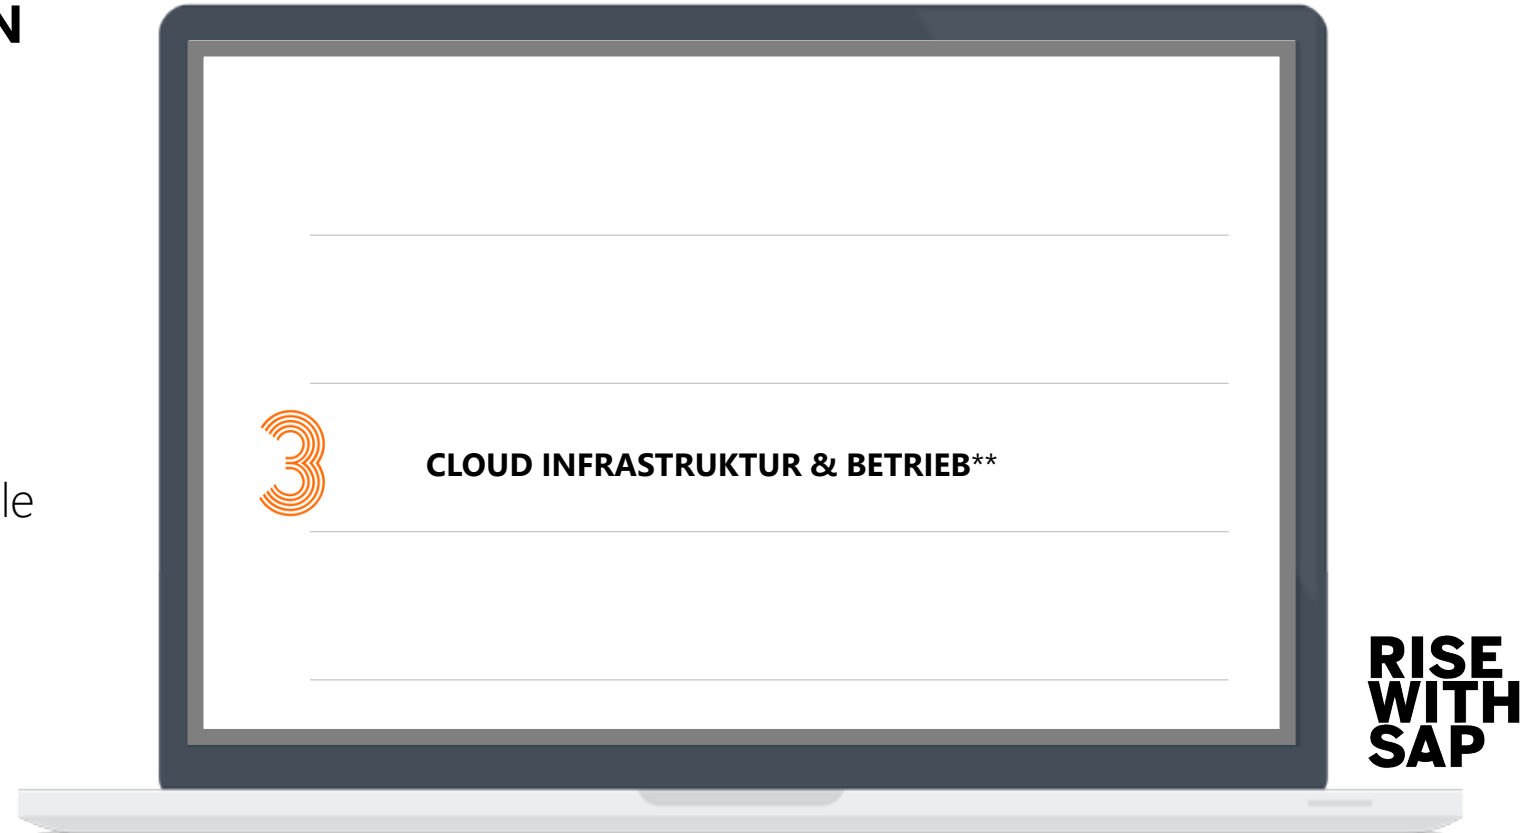 N
3
CLOUD INFRASTRUKTUR & BETRIEB**
le
RISE
WITH
SAP